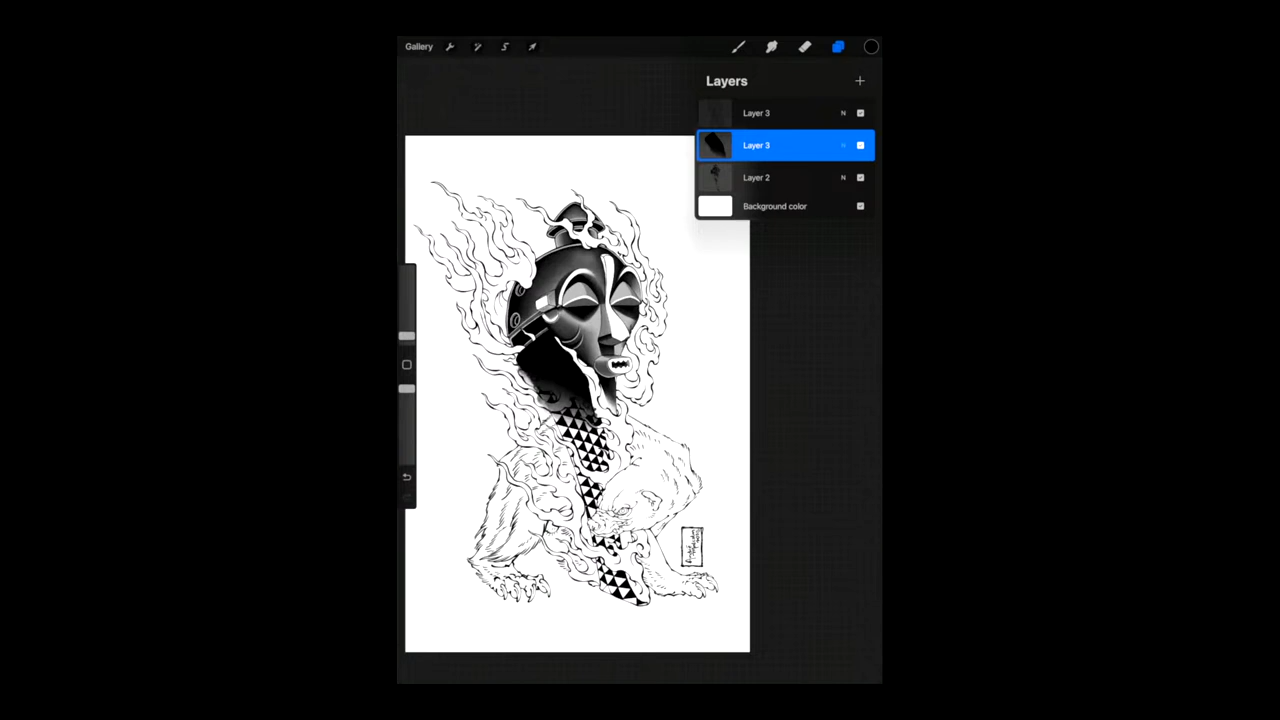 Gallery
Layers
Layer 3 N
Layer 3 N
Layer 2 N
Background color